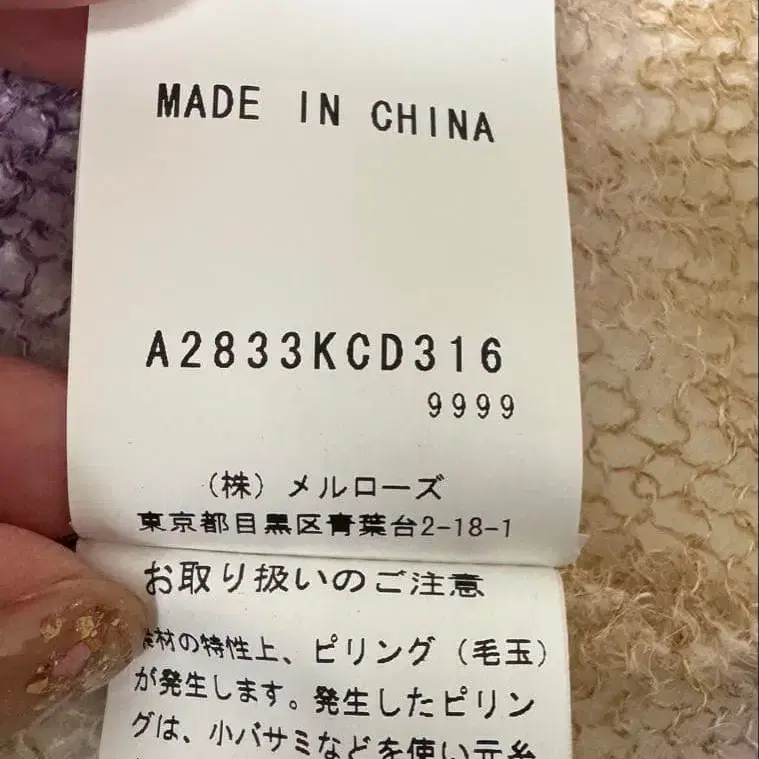 MADE IN CHINA
A2833KCD316
9999
(株) メルローズ
東京都目黒区青葉台2-18-1
お取り扱いのご注意
材の特性上、ピリング (毛玉)
が発生します。発生したピリン
グは、小バサミなどを使い元糸